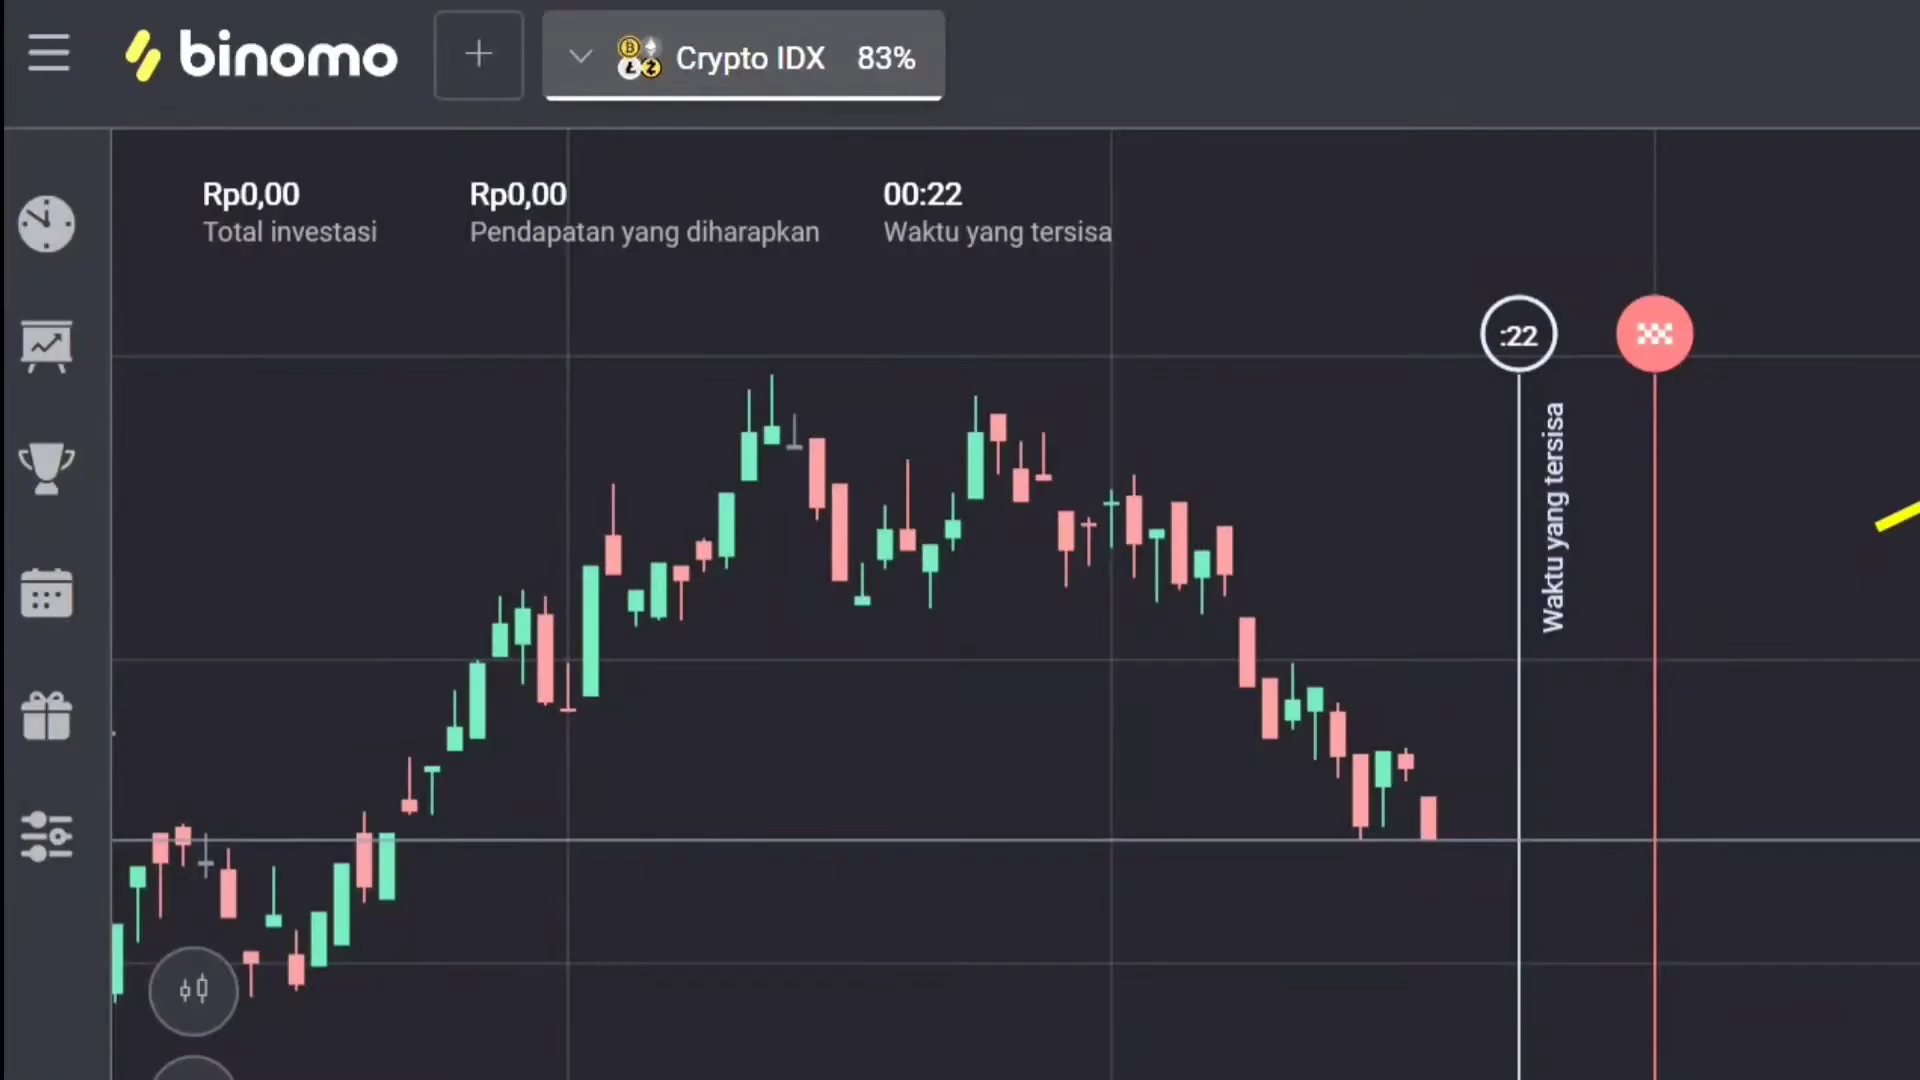 binomo
+
Crypto IDX 83%
Rp0,00
Total investasi
Rp0,00
Pendapatan yang diharapkan
00:22
Waktu yang tersisa
:22
Waktu yang tersisa